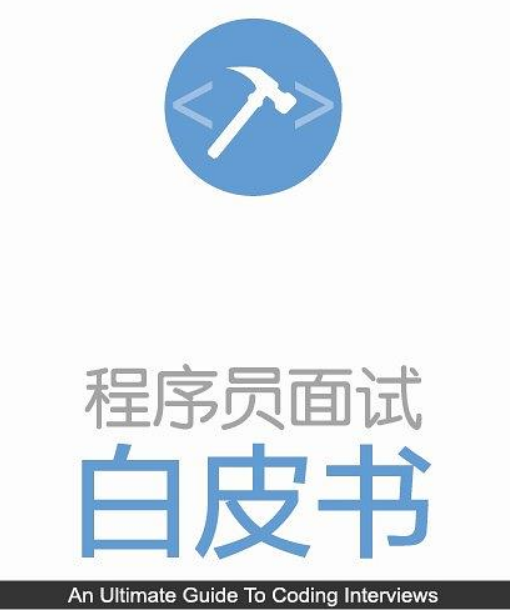 < >
程序员面试
白皮书
An Ultimate Guide To Coding Interviews